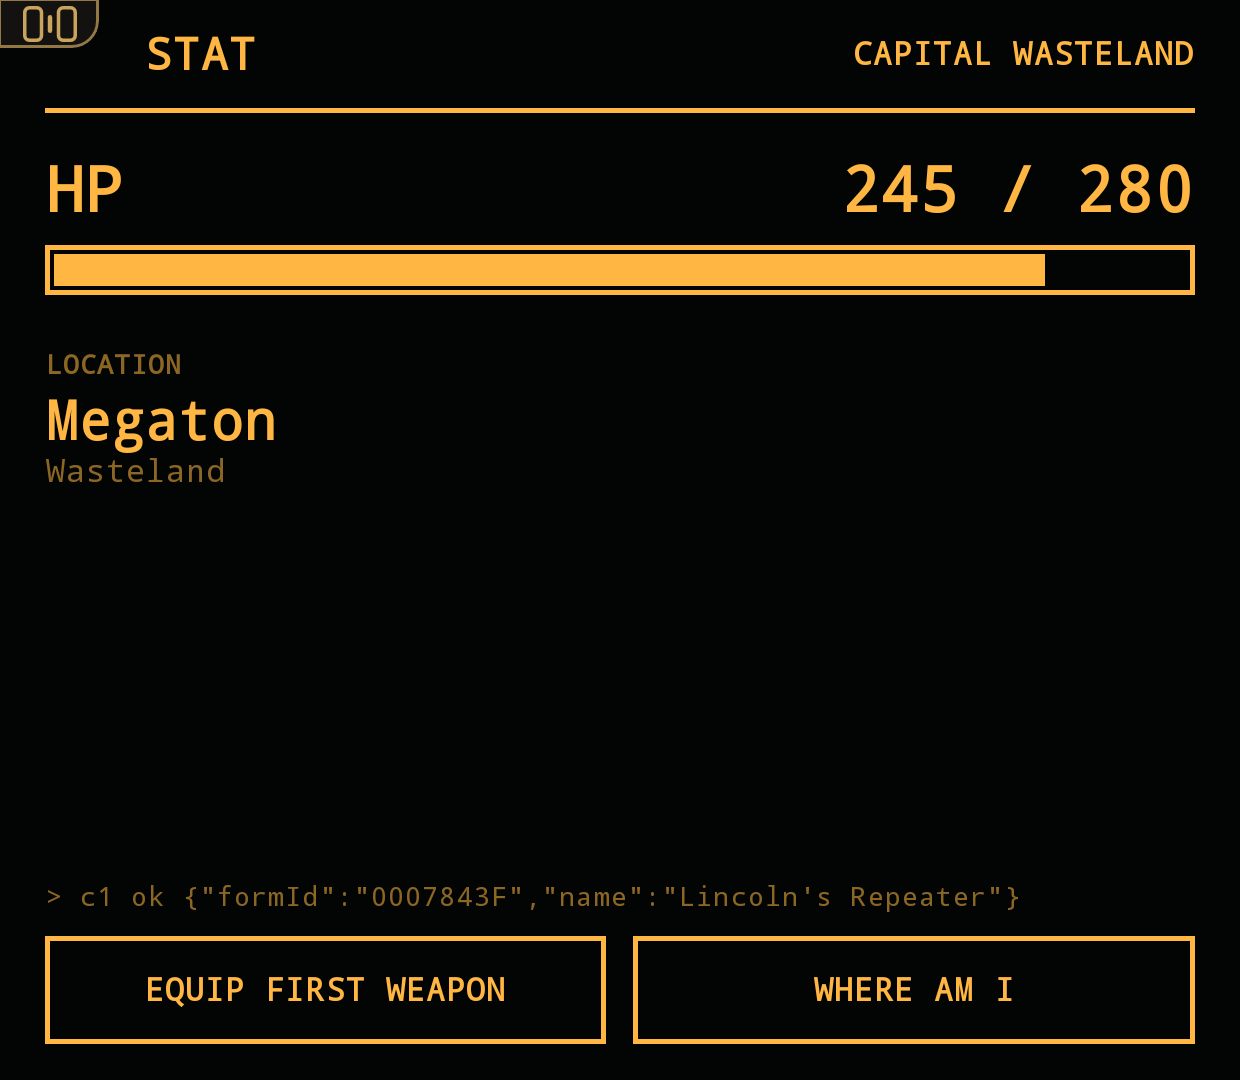 STAT
CAPITAL WASTELAND
HP
245 / 280
LOCATION
Megaton
Wasteland
> c1 ok {"formId":"0007843F","name":"Lincoln's Repeater"}
EQUIP FIRST WEAPON
WHERE AM I